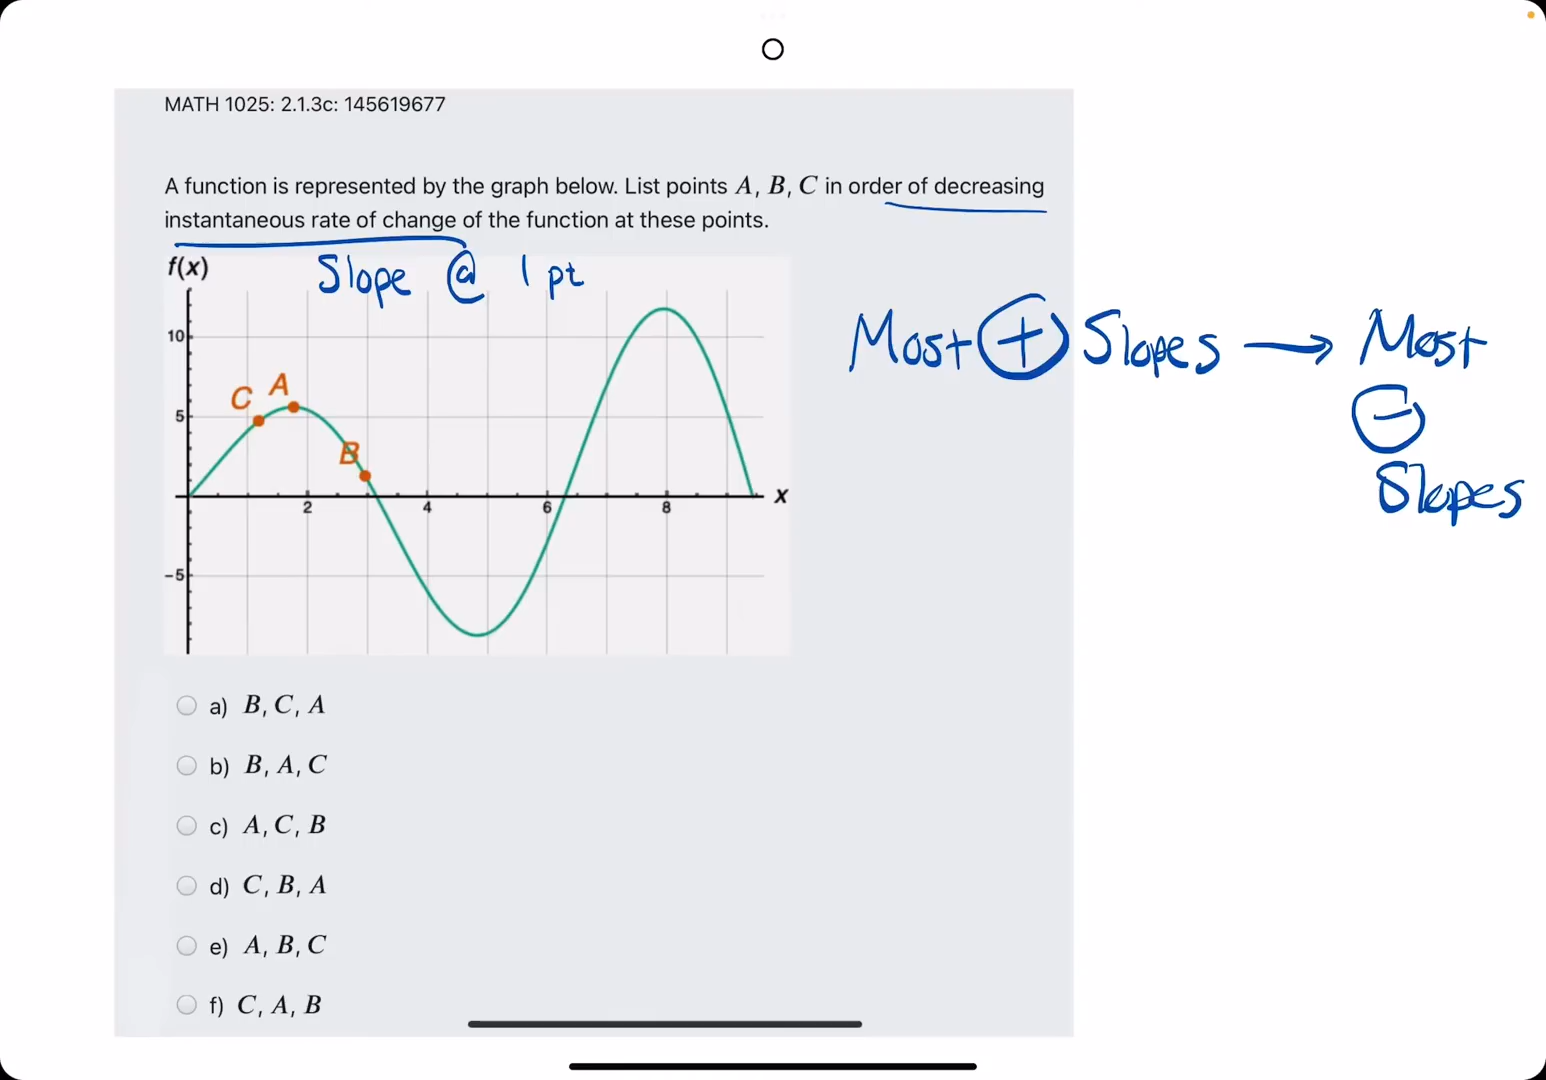 MATH 1025: 2.1.3c: 145619677
A function is represented by the graph below. List points A, B, C in order of decreasing
instantaneous rate of change of the function at these points.
f(x)
Slope @ 1 pt
10
5
-5
C
A
B
2
4
6
8
x
Most + Slopes → Most
−
Slopes
a) B, C, A
b) B, A, C
c) A, C, B
d) C, B, A
e) A, B, C
f) C, A, B